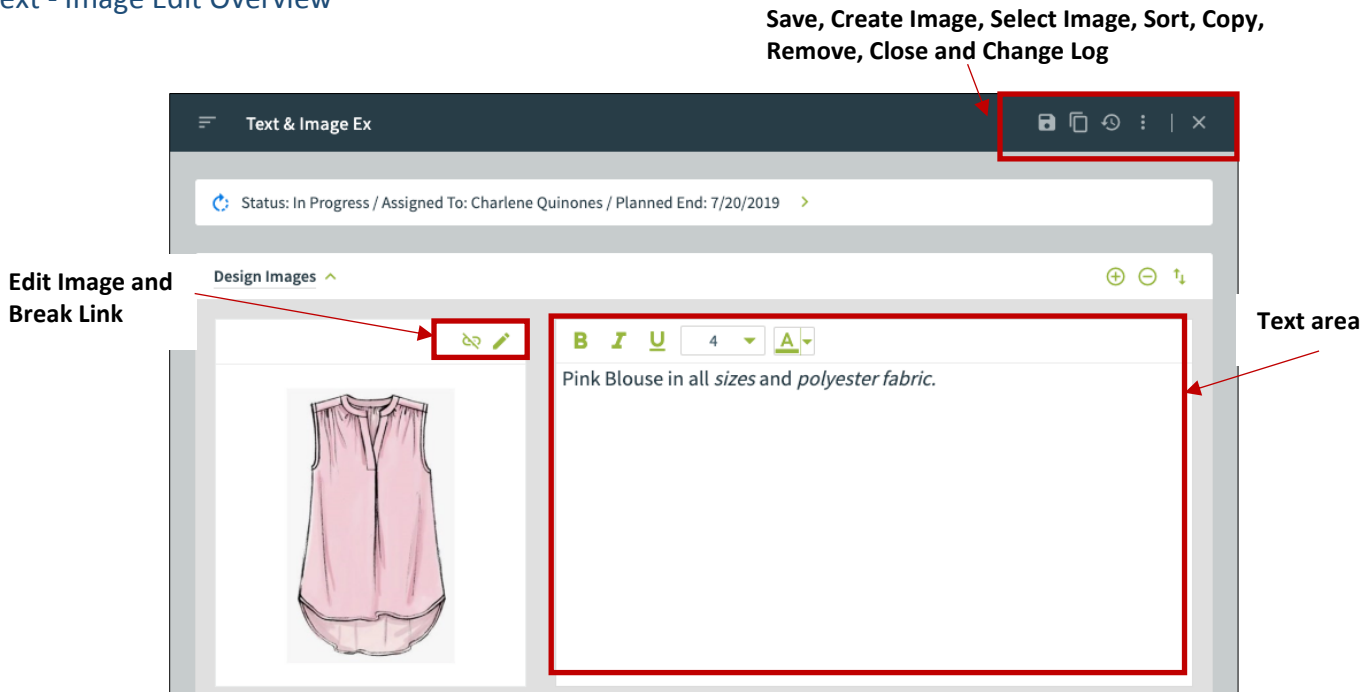 ext - Image Edit Overview
Save, Create Image, Select Image, Sort, Copy,
Remove, Close and Change Log
Text & Image Ex
Status: In Progress / Assigned To: Charlene Quinones / Planned End: 7/20/2019
Edit Image and
Break Link
Design Images
Text area
B I U 4 A
Pink Blouse in all sizes and polyester fabric.